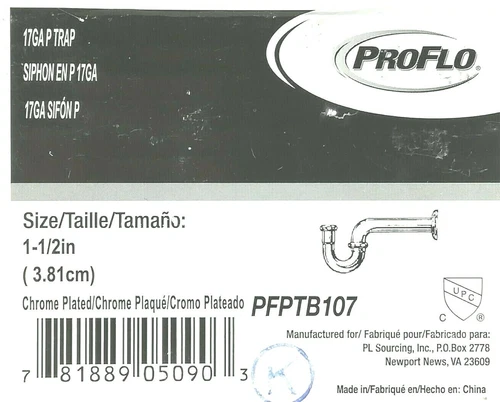 17GA P TRAP
SIPHON EN P 17GA
17GA SIFÓN P
PROFLO®
Size/Taille/Tamaño:
1-1/2in
( 3.81cm)
Chrome Plated/Chrome Plaqué/Cromo Plateado
PFPTB107
UPC
C ®
7 81889 05090 3
Manufactured for/ Fabriqué pour/Fabricado para:
PL Sourcing, Inc., P.O.Box 2778
Newport News, VA 23609
Made in/Fabriqué en/Hecho en: China